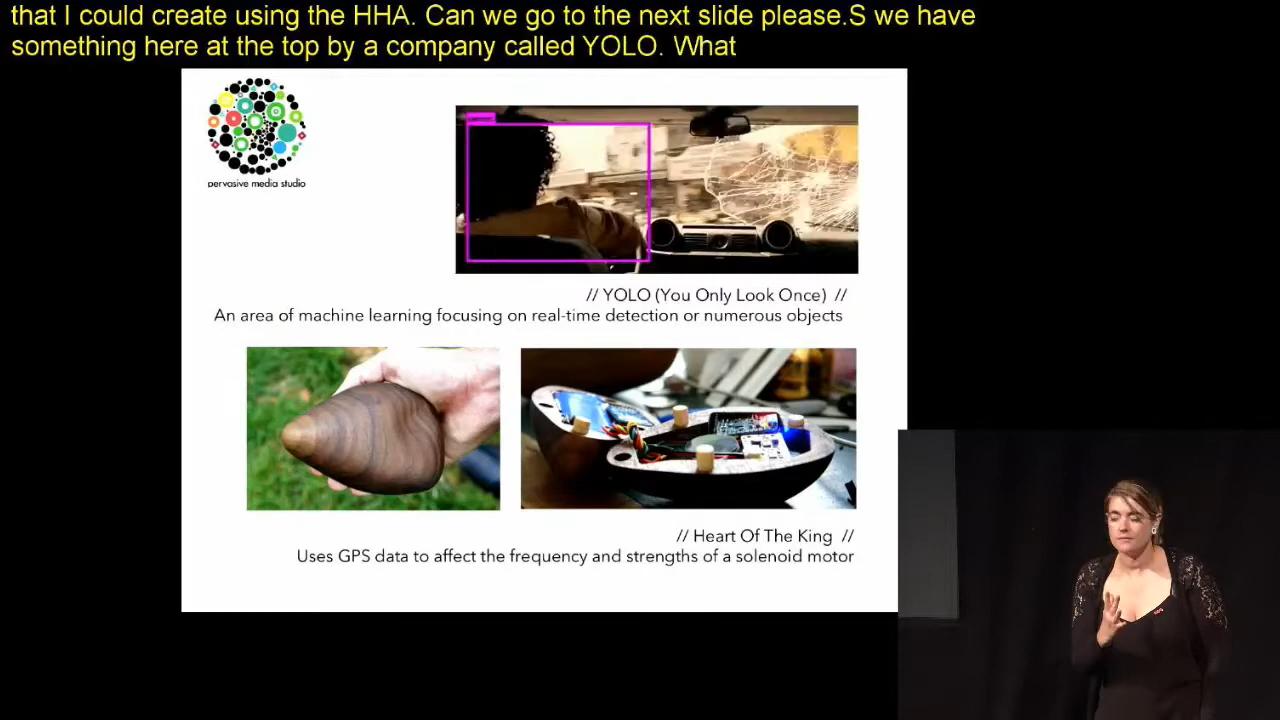 that I could create using the HHA. Can we go to the next slide please.S we have
something here at the top by a company called YOLO. What
pervasive media studio
// YOLO (You Only Look Once) //
An area of machine learning focusing on real-time detection or numerous objects
// Heart Of The King //
Uses GPS data to affect the frequency and strengths of a solenoid motor